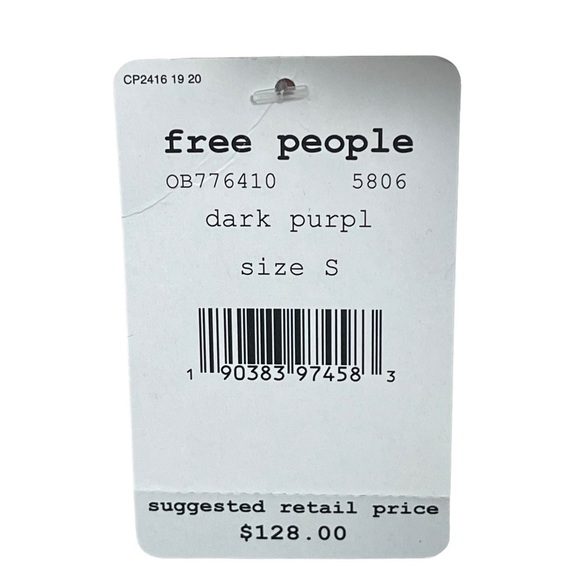 CP2416 19 20
free people
OB776410 5806
dark purpl
size S
1 90383 97458 3
suggested retail price
$128.00